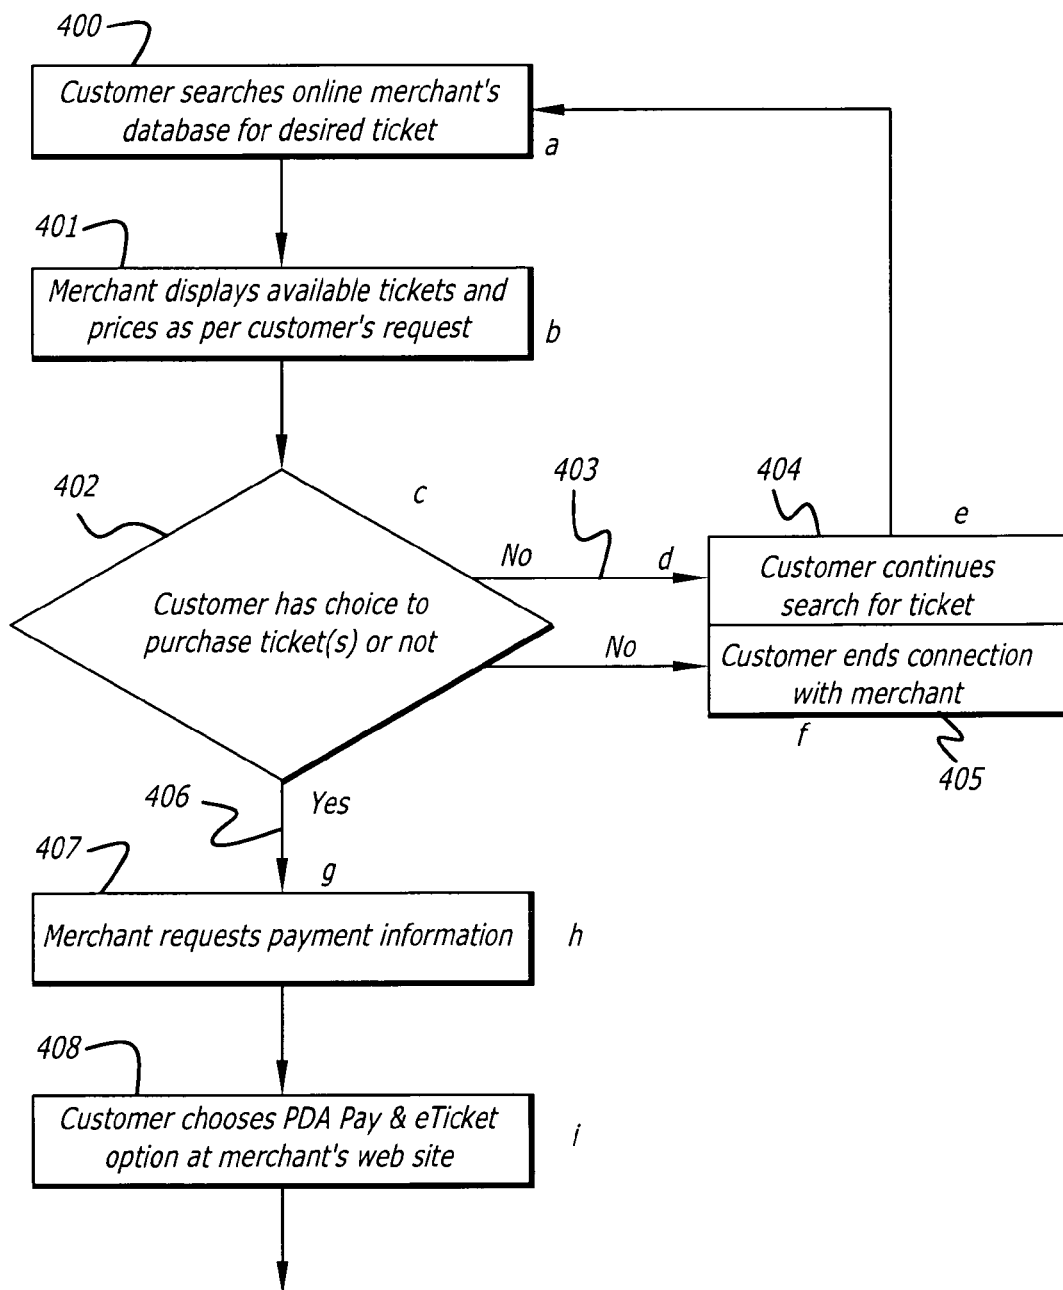 400
Customer searches online merchant's
database for desired ticket
a
401
Merchant displays available tickets and
prices as per customer's request
b
402
c
Customer has choice to
purchase ticket(s) or not
403
No
d
404
e
Customer continues
search for ticket
No
Customer ends connection
with merchant
f
405
406
Yes
g
407
Merchant requests payment information
h
408
Customer chooses PDA Pay & eTicket
option at merchant's web site
i